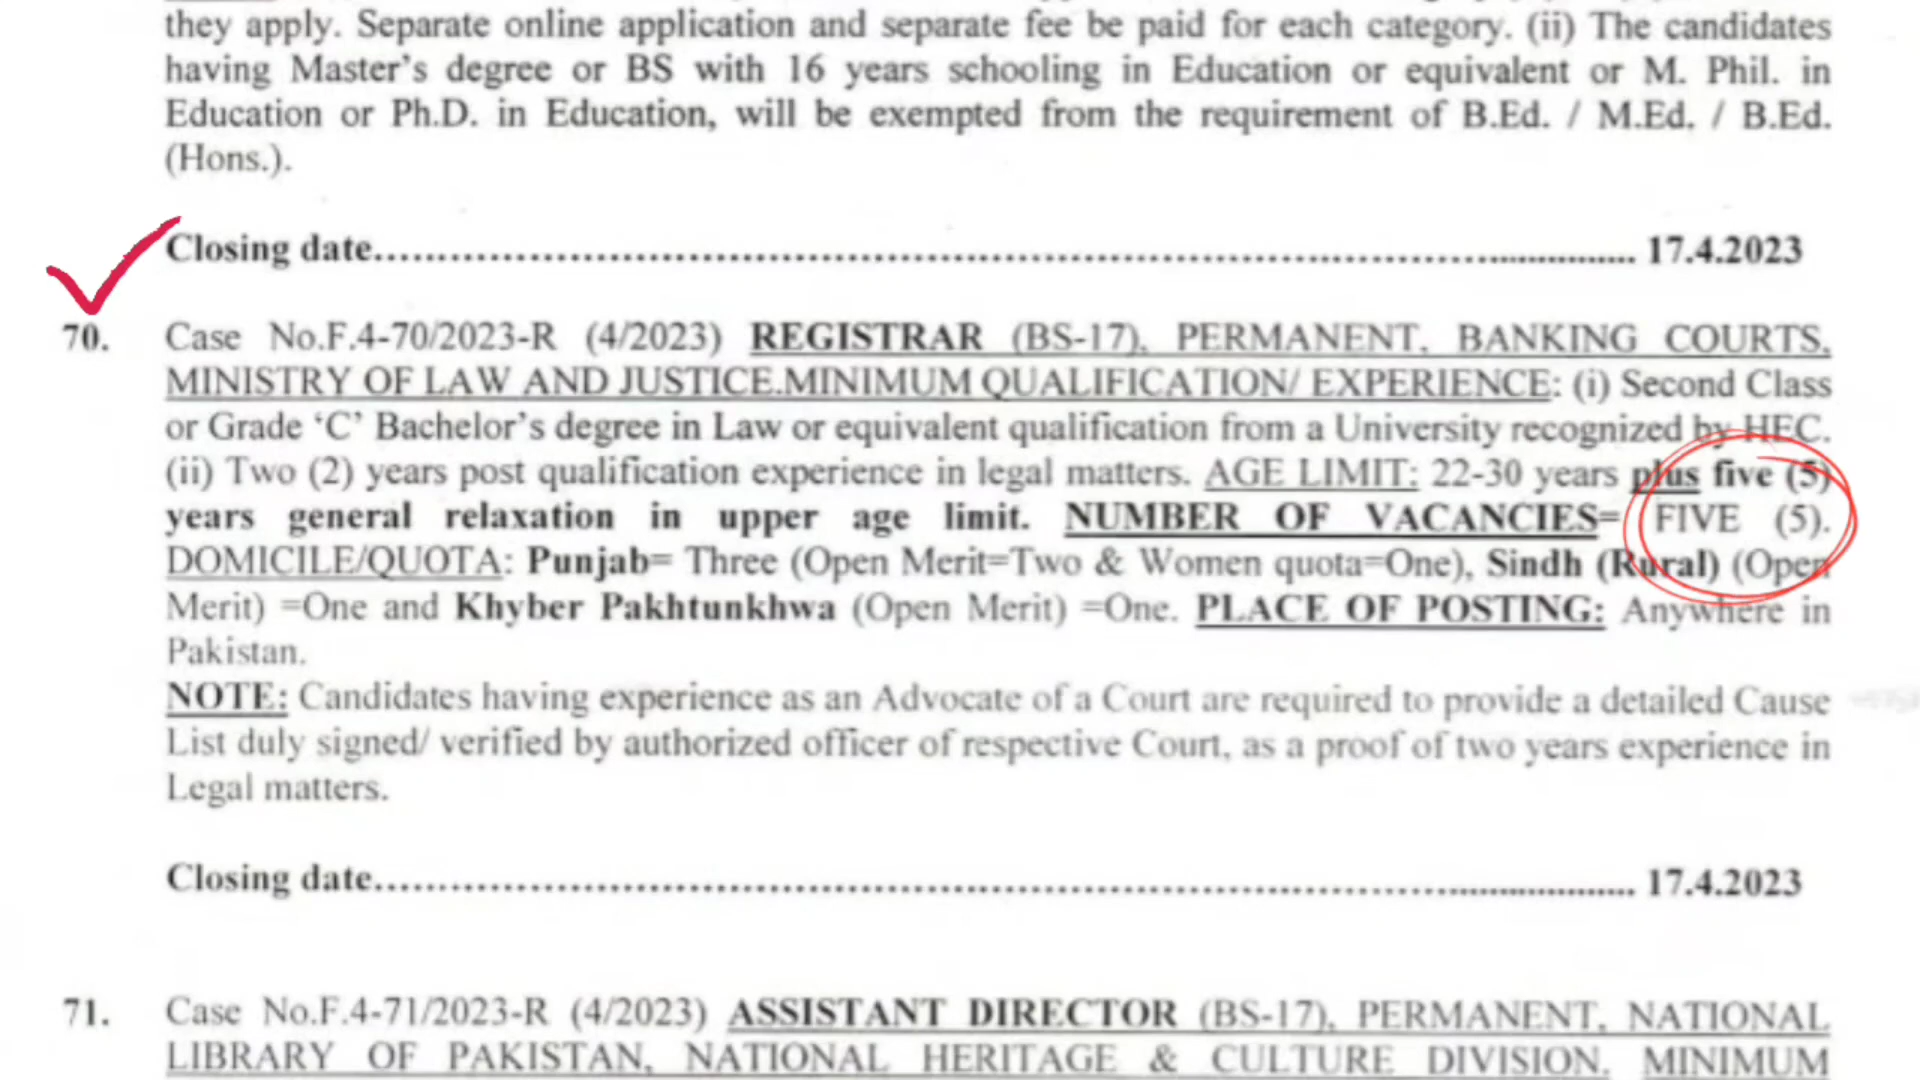 they apply. Separate online application and separate fee be paid for each category. (ii) The candidates
having Master's degree or BS with 16 years schooling in Education or equivalent or M. Phil. in
Education or Ph.D. in Education, will be exempted from the requirement of B.Ed. / M.Ed. / B.Ed.
(Hons.).
Closing date................................................................................................ 17.4.2023
70. Case No.F.4-70/2023-R (4/2023) REGISTRAR (BS-17), PERMANENT, BANKING COURTS,
MINISTRY OF LAW AND JUSTICE.MINIMUM QUALIFICATION/ EXPERIENCE: (i) Second Class
or Grade 'C' Bachelor's degree in Law or equivalent qualification from a University recognized by HEC.
(ii) Two (2) years post qualification experience in legal matters. AGE LIMIT: 22-30 years plus five (5)
years general relaxation in upper age limit. NUMBER OF VACANCIES= FIVE (5).
DOMICILE/QUOTA: Punjab= Three (Open Merit=Two & Women quota=One), Sindh (Rural) (Open
Merit) =One and Khyber Pakhtunkhwa (Open Merit) =One. PLACE OF POSTING: Anywhere in
Pakistan.
NOTE: Candidates having experience as an Advocate of a Court are required to provide a detailed Cause
List duly signed/ verified by authorized officer of respective Court, as a proof of two years experience in
Legal matters.
Closing date................................................................................................ 17.4.2023
71. Case No.F.4-71/2023-R (4/2023) ASSISTANT DIRECTOR (BS-17), PERMANENT, NATIONAL
LIBRARY OF PAKISTAN, NATIONAL HERITAGE & CULTURE DIVISION. MINIMUM